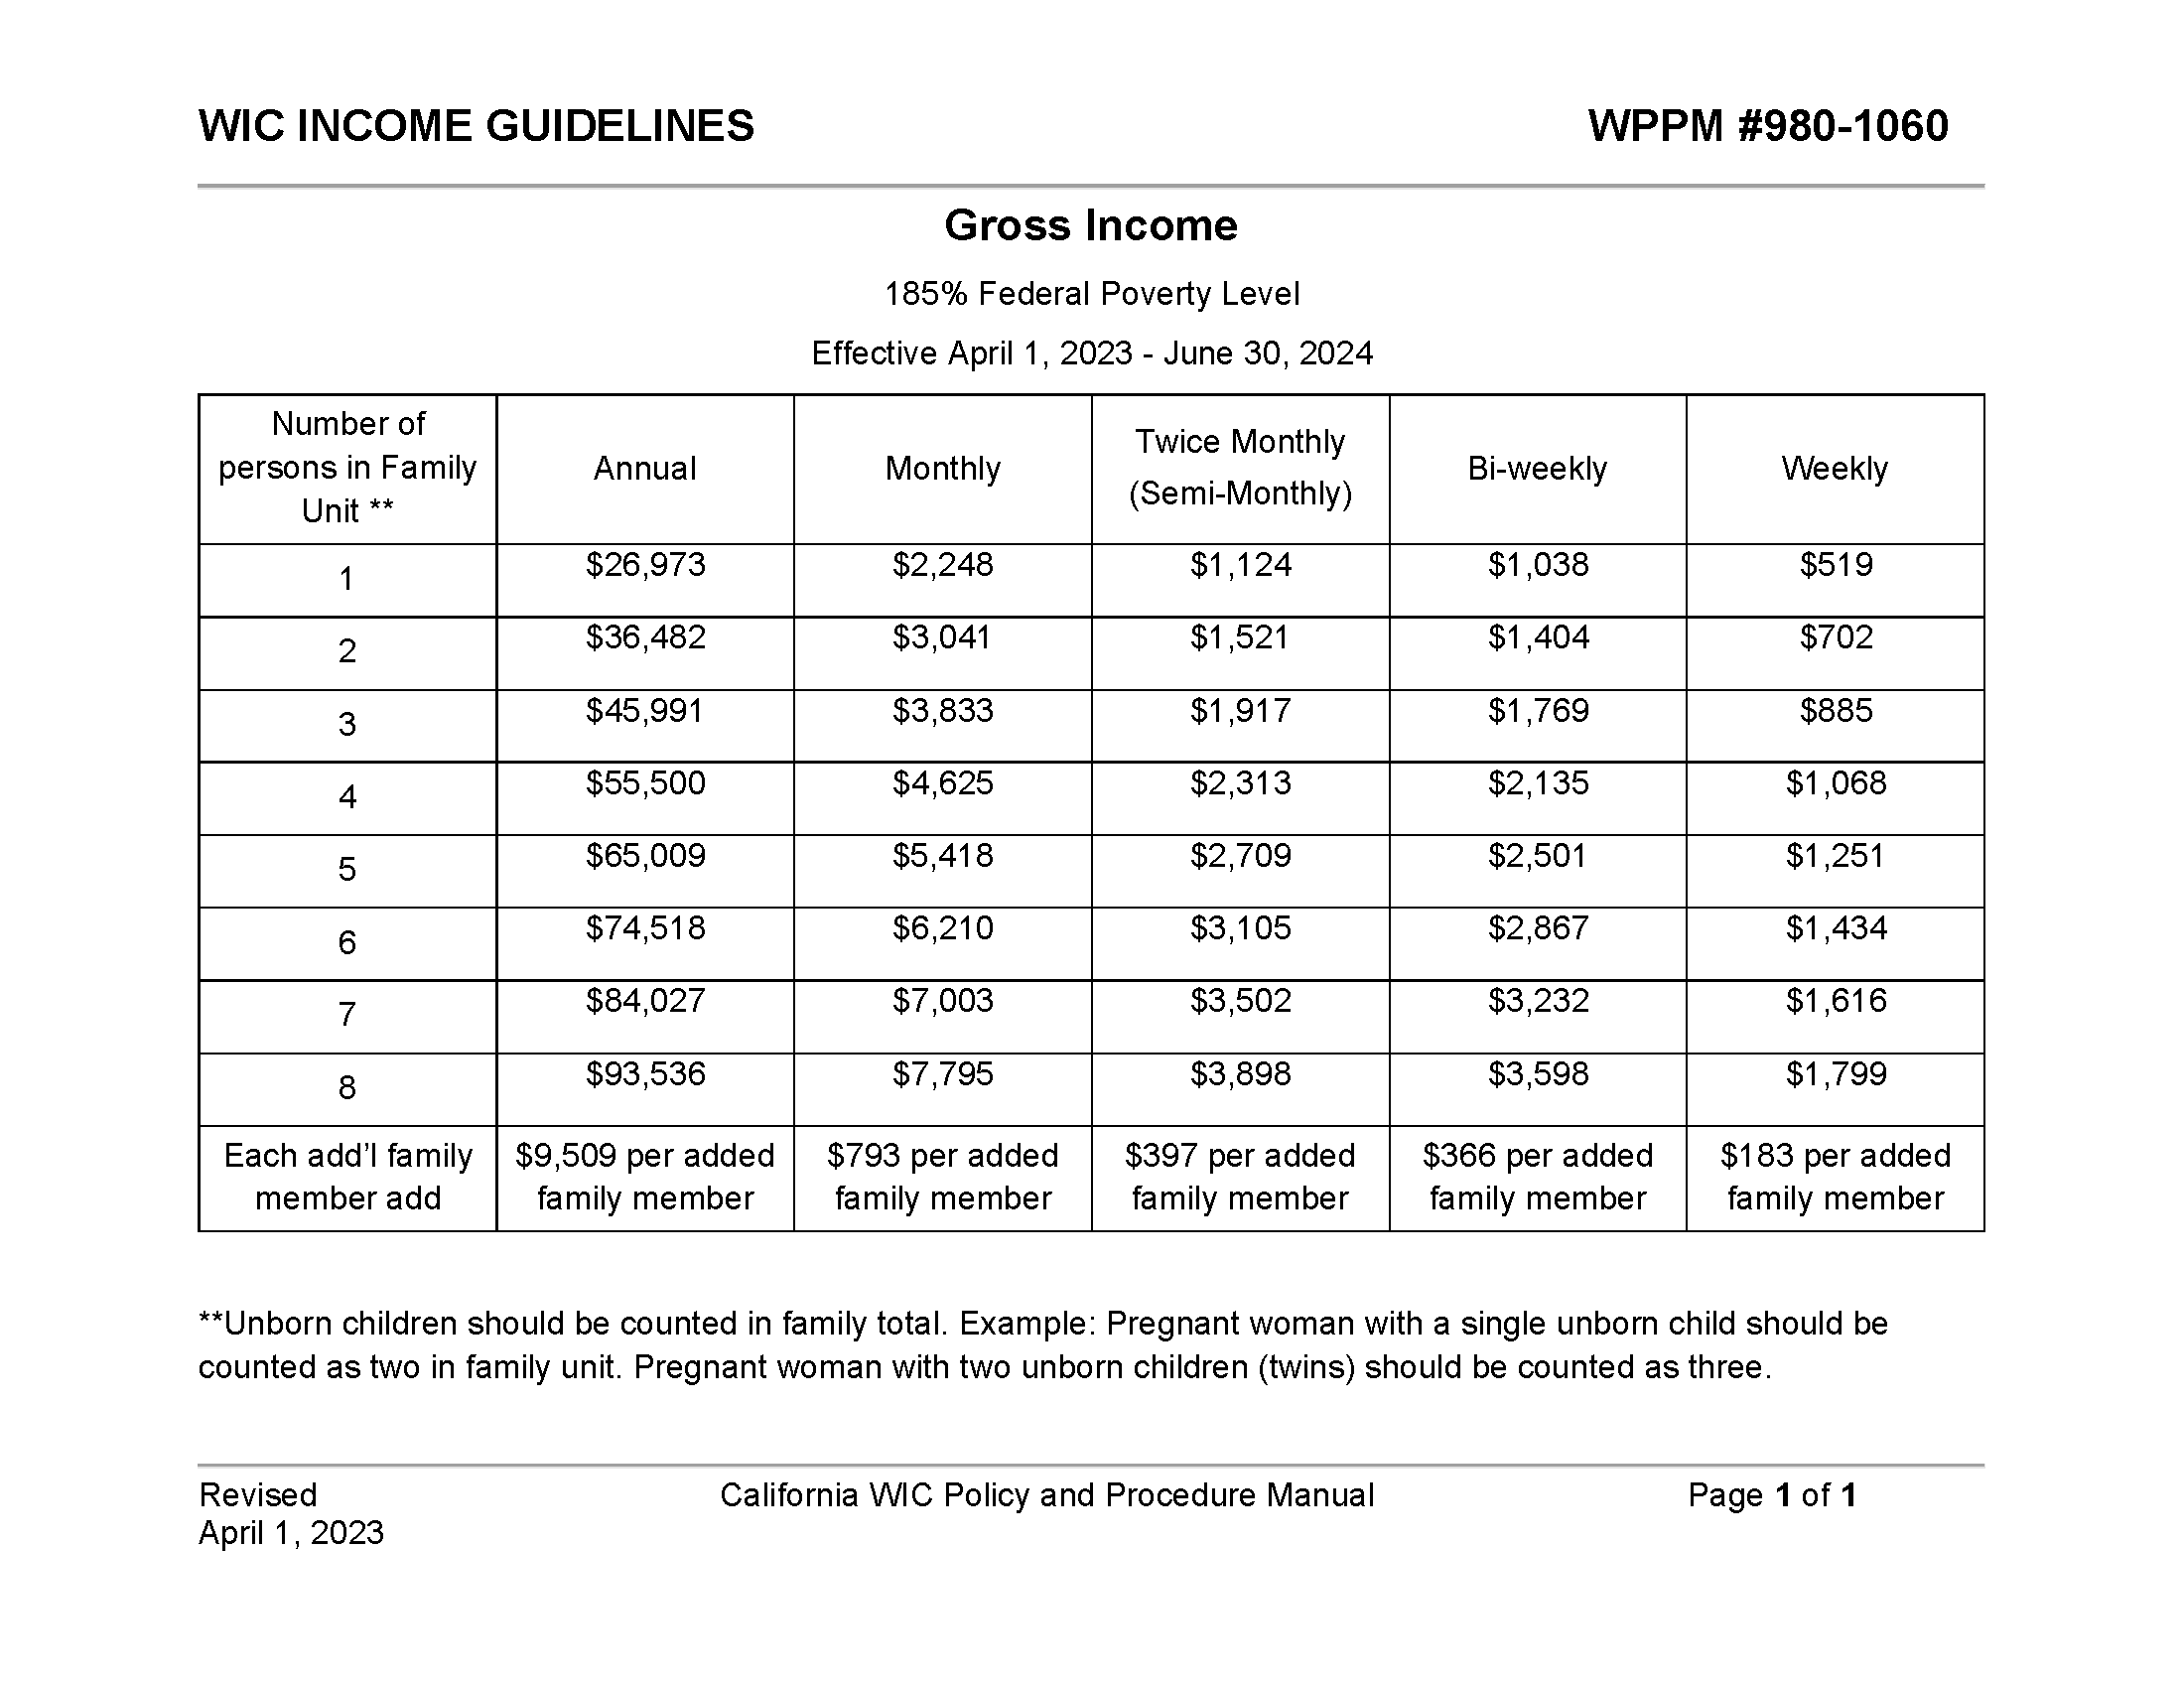 WIC INCOME GUIDELINES WPPM #980-1060
Gross Income
185% Federal Poverty Level
Effective April 1, 2023 - June 30, 2024
Number of persons in Family Unit ** Annual Monthly Twice Monthly (Semi-Monthly) Bi-weekly Weekly
1 $26,973 $2,248 $1,124 $1,038 $519
2 $36,482 $3,041 $1,521 $1,404 $702
3 $45,991 $3,833 $1,917 $1,769 $885
4 $55,500 $4,625 $2,313 $2,135 $1,068
5 $65,009 $5,418 $2,709 $2,501 $1,251
6 $74,518 $6,210 $3,105 $2,867 $1,434
7 $84,027 $7,003 $3,502 $3,232 $1,616
8 $93,536 $7,795 $3,898 $3,598 $1,799
Each add’l family member add $9,509 per added family member $793 per added family member $397 per added family member $366 per added family member $183 per added family member
**Unborn children should be counted in family total. Example: Pregnant woman with a single unborn child should be
counted as two in family unit. Pregnant woman with two unborn children (twins) should be counted as three.
Revised California WIC Policy and Procedure Manual Page 1 of 1
April 1, 2023